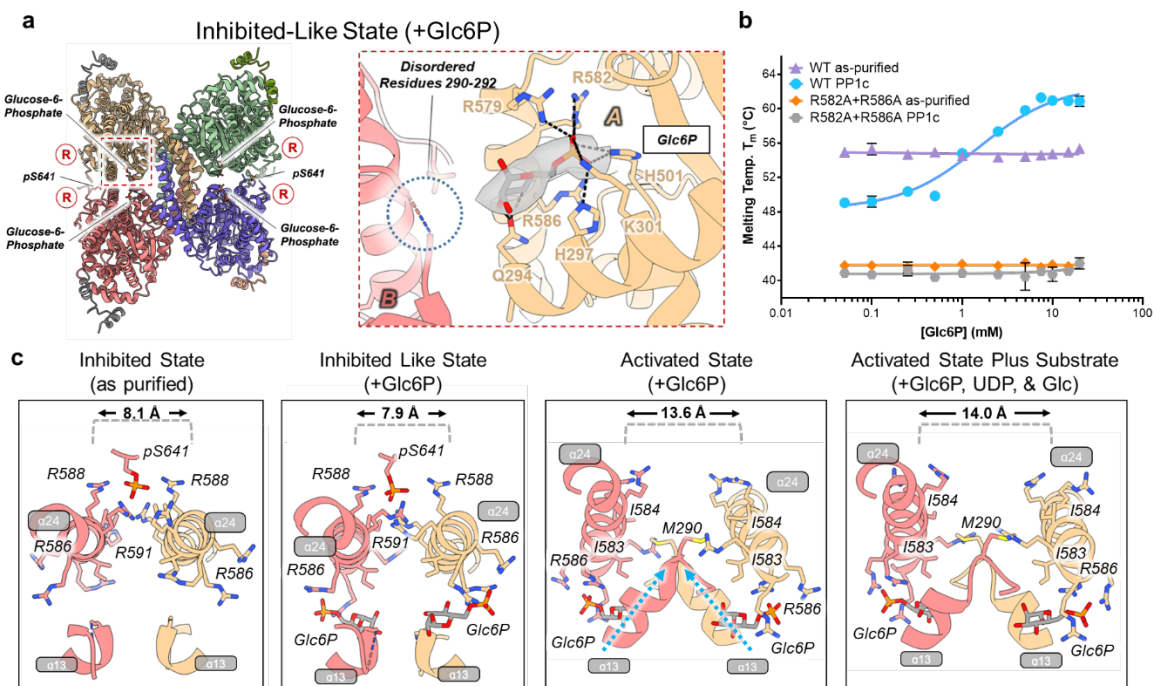 a
Inhibited-Like State (+Glc6P)
Glucose-6-
Phosphate
Glucose-6-
Phosphate
R
R
pS641
pS641
R
R
Glucose-6-
Phosphate
Glucose-6-
Phosphate
Disordered
Residues 290-292
R582
R579
A
Glc6P
H501
R586
K301
H297
Q294
B
b
WT as-purified
WT PP1c
R582A+R586A as-purified
R582A+R586A PP1c
Melting Temp. Tm (°C)
64
60
56
52
48
44
40
0.01
0.1
1
10
100
[Glc6P] (mM)
c
Inhibited State
(as purified)
8.1 Å
pS641
R588
R588
α24
α24
R586
R591
R586
α13
α13
Inhibited Like State
(+Glc6P)
7.9 Å
pS641
R588
R588
α24
α24
R591
R586
R586
Glc6P
Glc6P
α13
α13
Activated State
(+Glc6P)
13.6 Å
α24
α24
I584
I584
M290
I583
I583
R586
R586
Glc6P
Glc6P
α13
α13
Activated State Plus Substrate
(+Glc6P, UDP, & Glc)
14.0 Å
α24
α24
I584
I584
M290
I583
I583
R586
R586
Glc6P
Glc6P
α13
α13